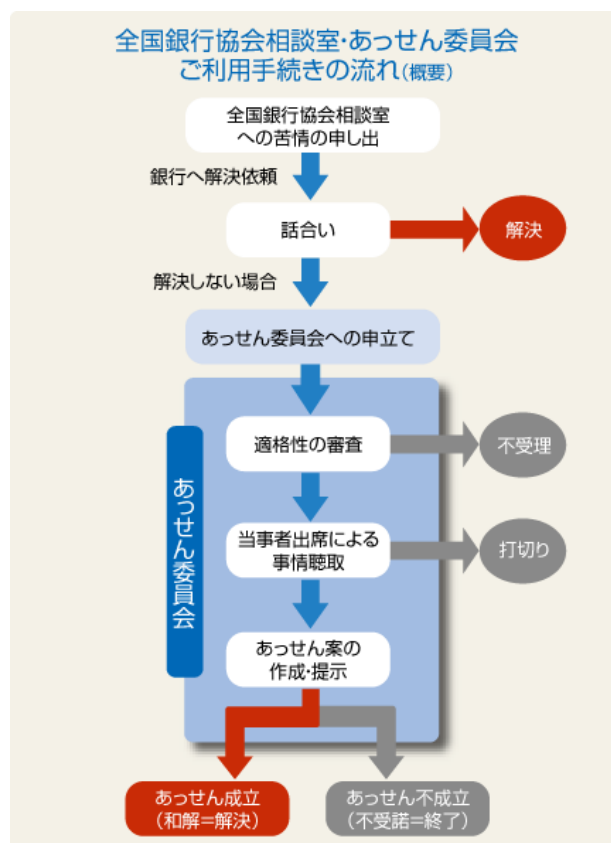 全国銀行協会相談室・あっせん委員会
ご利用手続きの流れ(概要)
全国銀行協会相談室
への苦情の申し出
銀行へ解決依頼
話合い
解決
解決しない場合
あっせん委員会への申立て
あっせん委員会
適格性の審査
不受理
当事者出席による
事情聴取
打切り
あっせん案の
作成・提示
あっせん成立
(和解=解決)
あっせん不成立
(不受諾=終了)